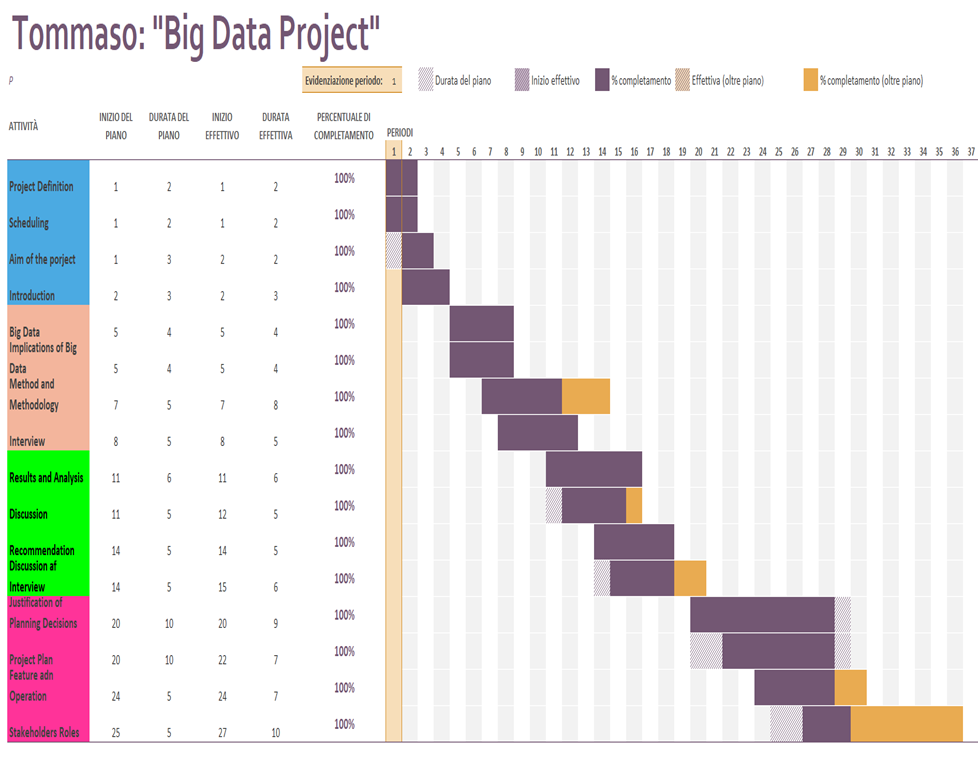 Tommaso: "Big Data Project"
P
Evidenziazione periodo: 1 Durata del piano Inizio effettivo % completamento Effettiva (oltre piano) % completamento (oltre piano)
ATTIVITÀ INIZIO DEL PIANO DURATA DEL PIANO INIZIO EFFETTIVO DURATA EFFETTIVA PERCENTUALE DI COMPLETAMENTO PERIODI
1 2 3 4 5 6 7 8 9 10 11 12 13 14 15 16 17 18 19 20 21 22 23 24 25 26 27 28 29 30 31 32 33 34 35 36 37
Project Definition 1 2 1 2 100%
Scheduling 1 2 1 2 100%
Aim of the porject 1 3 2 2 100%
Introduction 2 3 2 3 100%
Big Data 5 4 5 4 100%
Implications of Big
Data 5 4 5 4 100%
Method and
Methodology 7 5 7 8 100%
Interview 8 5 8 5 100%
Results and Analysis 11 6 11 6 100%
Discussion 11 5 12 5 100%
Recommendation 14 5 14 5 100%
Discussion af
Interview 14 5 15 6 100%
Justification of
Planning Decisions 20 10 20 9 100%
Project Plan 20 10 22 7 100%
Feature adn
Operation 24 5 24 7 100%
Stakeholders Roles 25 5 27 10 100%